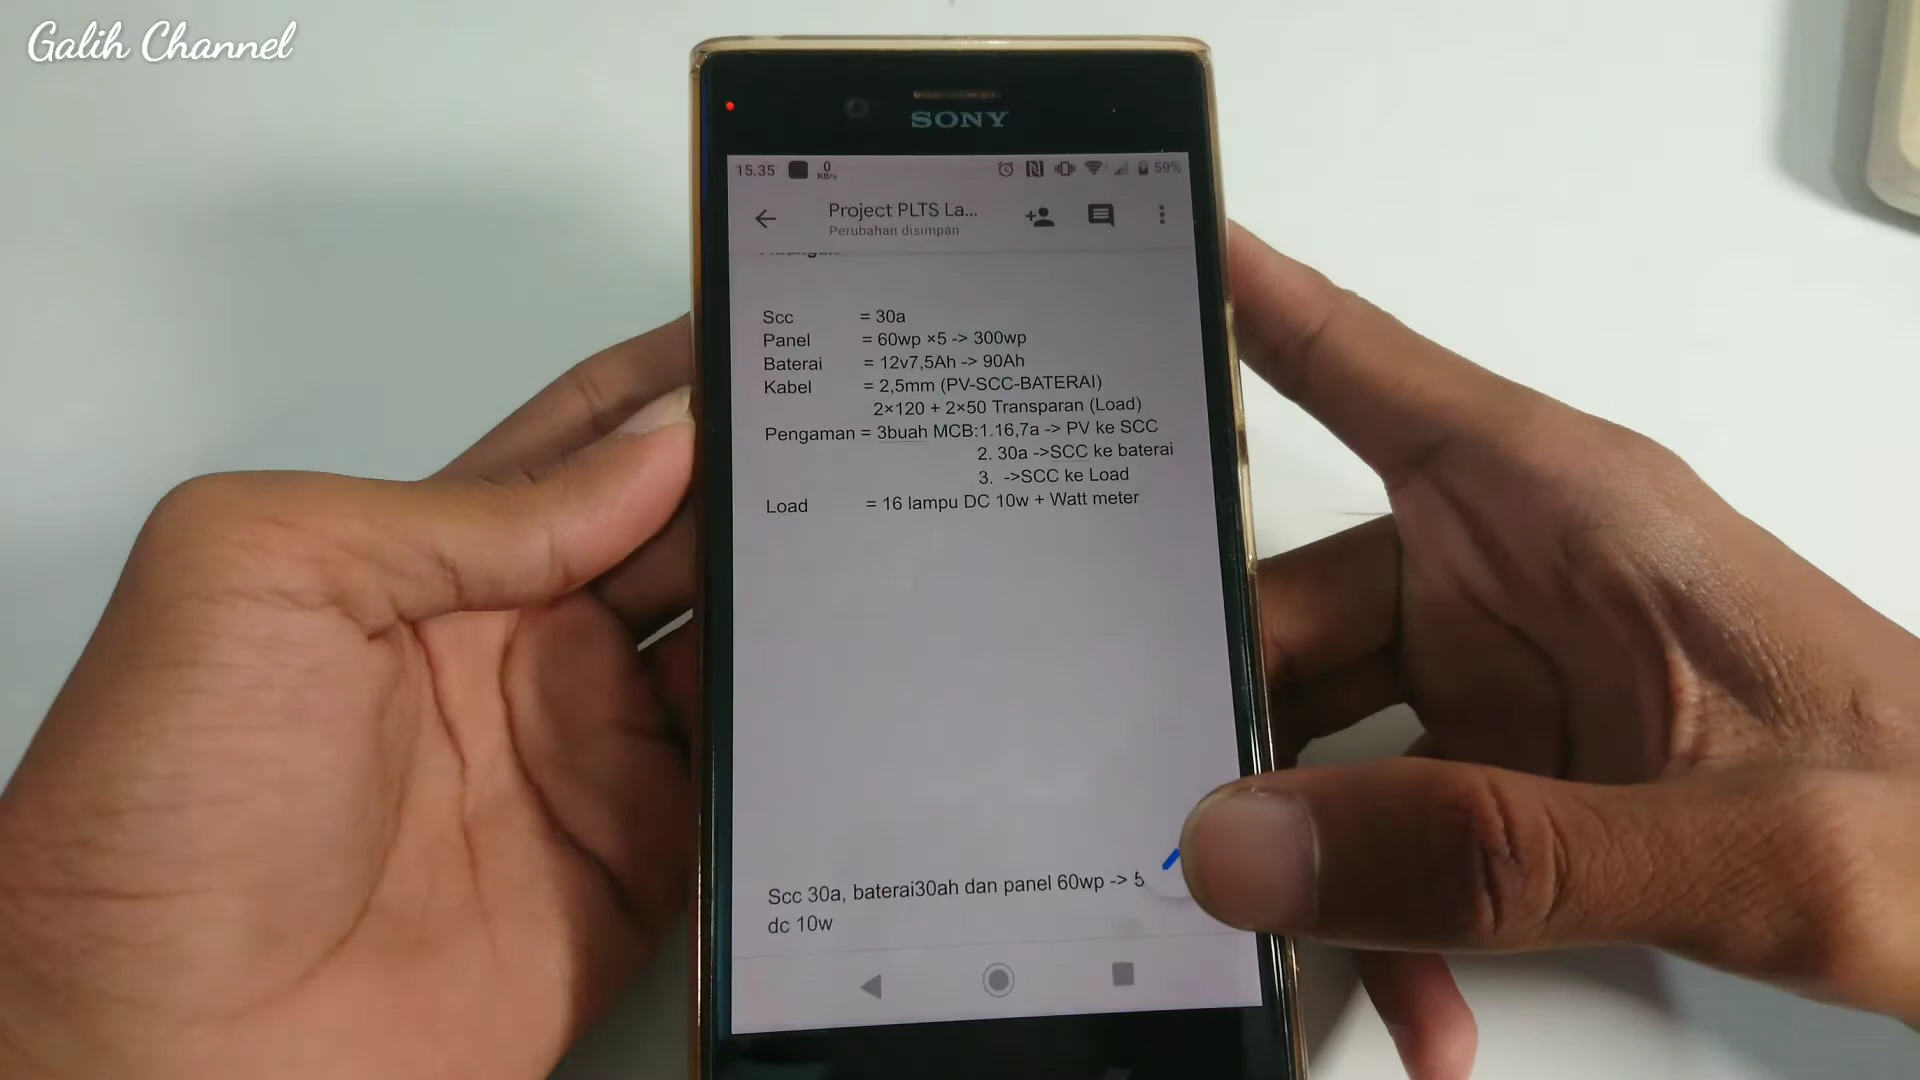 Galih Channel
SONY
15.35 0 KB/s 59%
Project PLTS La...
Perubahan disimpan
Scc = 30a
Panel = 60wp ×5 -> 300wp
Baterai = 12v7,5Ah -> 90Ah
Kabel = 2,5mm (PV-SCC-BATERAI)
2×120 + 2×50 Transparan (Load)
Pengaman = 3buah MCB:1.16,7a -> PV ke SCC
2. 30a ->SCC ke baterai
3. ->SCC ke Load
Load = 16 lampu DC 10w + Watt meter
Scc 30a, baterai30ah dan panel 60wp -> 5
dc 10w